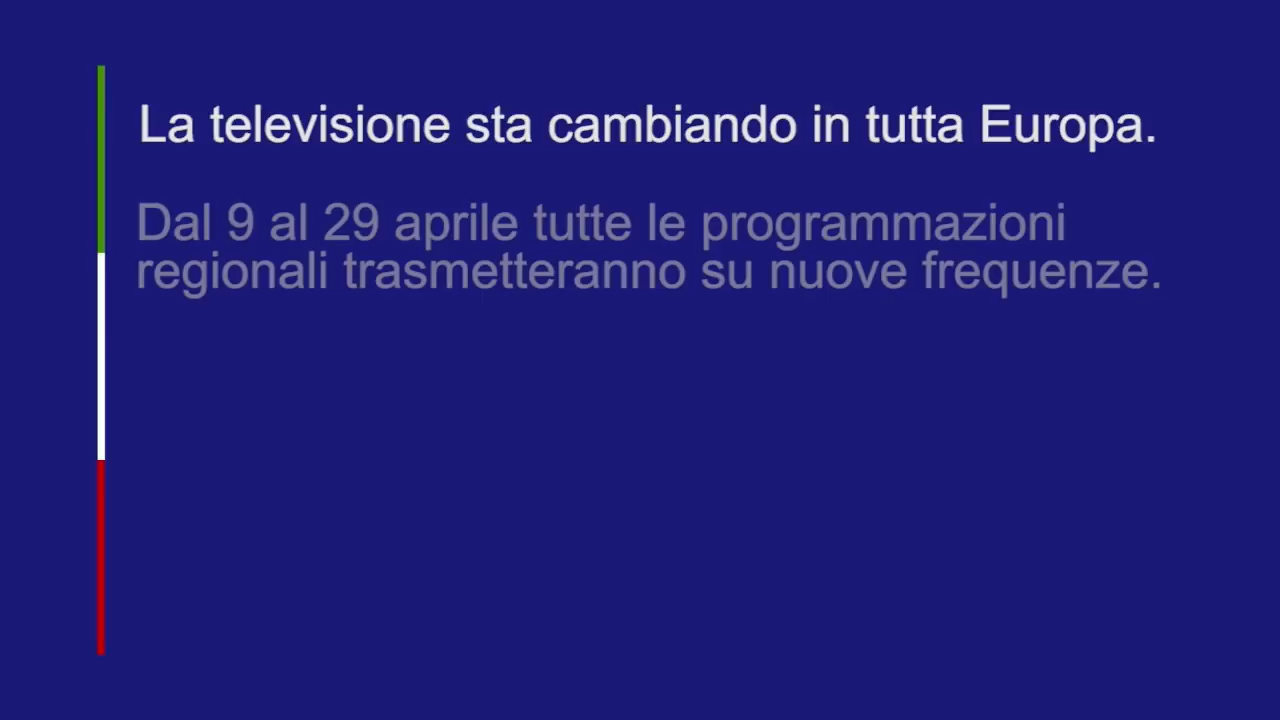 La televisione sta cambiando in tutta Europa.
Dal 9 al 29 aprile tutte le programmazioni
regionali trasmetteranno su nuove frequenze.